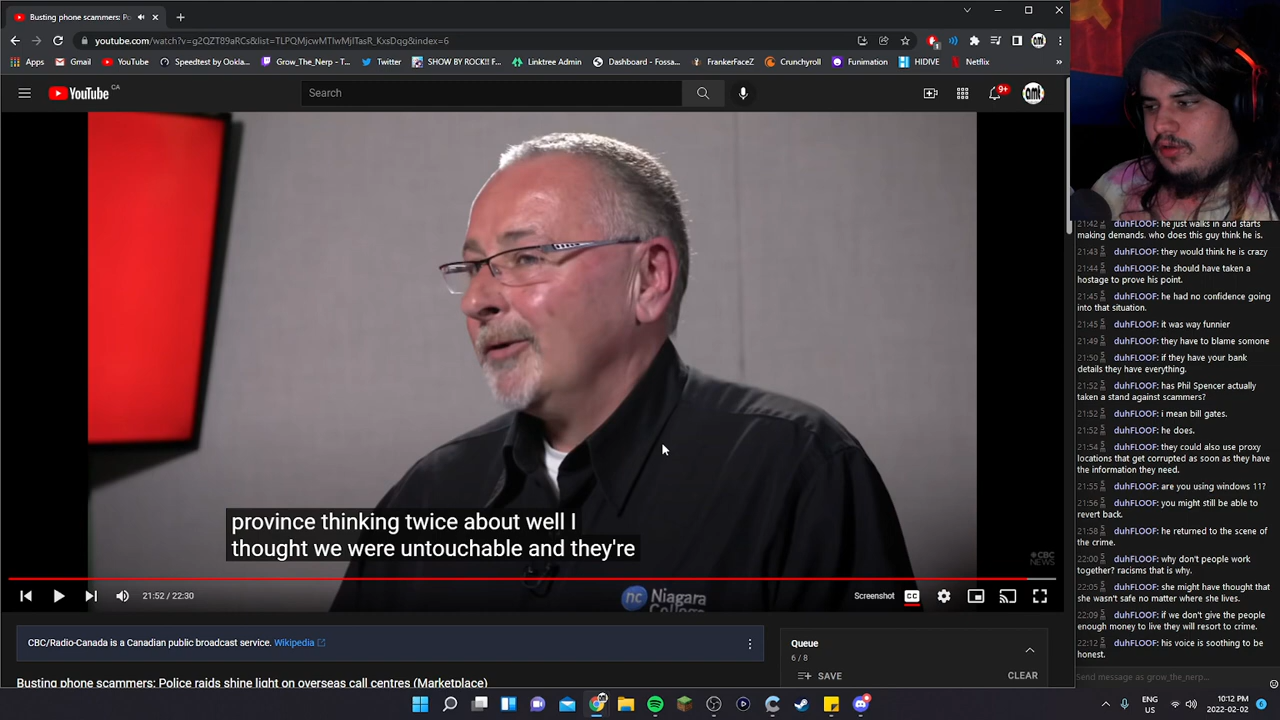 Busting phone scammers: Po
youtube.com/watch?v=g2QZT89aRCs&list=TLPQMjcwMTIwMjITasR_KxsDqg&index=6
Apps
Gmail
YouTube
Speedtest by Ookla...
Grow_The_Nerp - T...
Twitter
SHOW BY ROCK!! F...
Linktree Admin
Dashboard - Fossa...
FrankerFaceZ
Crunchyroll
Funimation
HIDIVE
Netflix
YouTube CA
Search
9+
amt
province thinking twice about well I
thought we were untouchable and they're
CBC
NEWS
nc Niagara
College
21:52 / 22:30
Screenshot
CC
CBC/Radio-Canada is a Canadian public broadcast service. Wikipedia
Queue
6 / 8
SAVE
CLEAR
Busting phone scammers: Police raids shine light on overseas call centres (Marketplace)
21:42 duhFLOOF: he just walks in and starts
making demands. who does this guy think he is.
21:43 duhFLOOF: they would think he is crazy
21:44 duhFLOOF: he should have taken a
hostage to prove his point.
21:45 duhFLOOF: he had no confidence going
into that situation.
21:45 duhFLOOF: it was way funnier
21:49 duhFLOOF: they have to blame somone
21:50 duhFLOOF: if they have your bank
details they have everything.
21:52 duhFLOOF: has Phil Spencer actually
taken a stand against scammers?
21:52 duhFLOOF: i mean bill gates.
21:52 duhFLOOF: he does.
21:54 duhFLOOF: they could also use proxy
locations that get corrupted as soon as they have
the information they need.
21:55 duhFLOOF: are you using windows 11?
21:56 duhFLOOF: you might still be able to
revert back.
21:58 duhFLOOF: he returned to the scene of
the crime.
22:00 duhFLOOF: why don't people work
together? racisms that is why.
22:05 duhFLOOF: she might have thought that
she wasn't safe no matter where she lives.
22:09 duhFLOOF: if we don't give the people
enough money to live they will resort to crime.
22:12 duhFLOOF: his voice is soothing to be
honest.
Send message as grow_the_nerp...
ENG
US
10:12 PM
2022-02-02
6